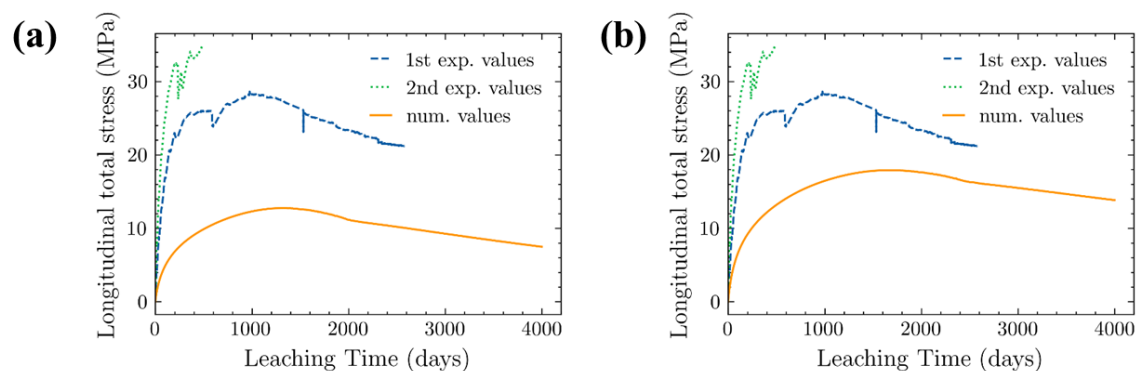 (a)
Longitudinal total stress (MPa)
30
20
10
0
1st exp. values
2nd exp. values
num. values
0 1000 2000 3000 4000
Leaching Time (days)
(b)
Longitudinal total stress (MPa)
30
20
10
0
1st exp. values
2nd exp. values
num. values
0 1000 2000 3000 4000
Leaching Time (days)